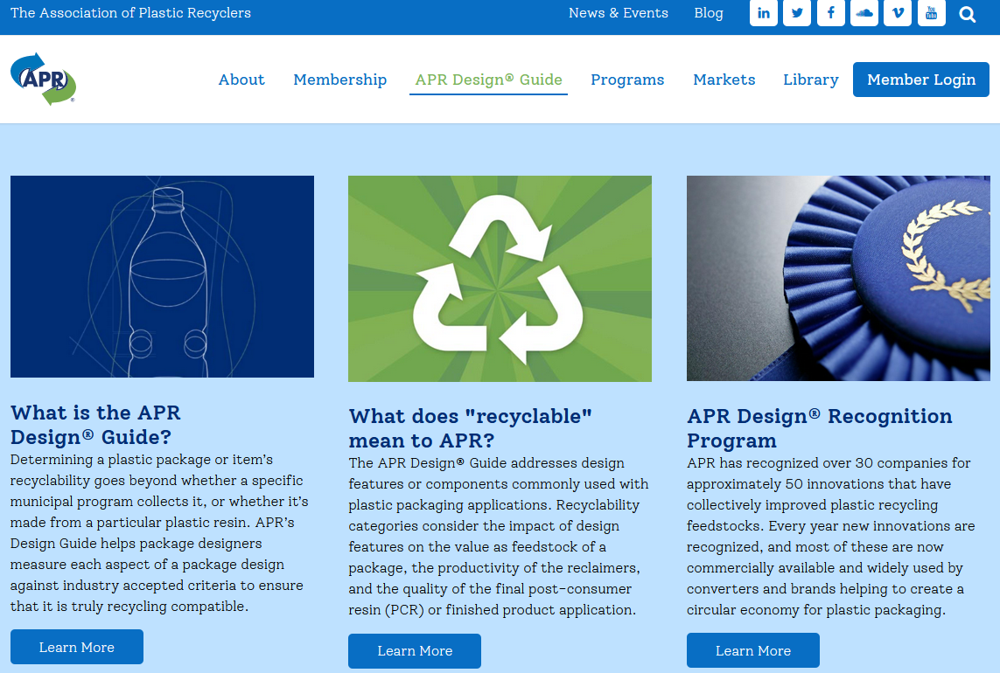 The Association of Plastic Recyclers
News & Events Blog
You
Tube
APR
About Membership APR Design® Guide Programs Markets Library Member Login
What is the APR
Design® Guide?
Determining a plastic package or item’s
recyclability goes beyond whether a specific
municipal program collects it, or whether it’s
made from a particular plastic resin. APR’s
Design Guide helps package designers
measure each aspect of a package design
against industry accepted criteria to ensure
that it is truly recycling compatible.
Learn More
What does "recyclable"
mean to APR?
The APR Design® Guide addresses design
features or components commonly used with
plastic packaging applications. Recyclability
categories consider the impact of design
features on the value as feedstock of a
package, the productivity of the reclaimers,
and the quality of the final post-consumer
resin (PCR) or finished product application.
Learn More
APR Design® Recognition
Program
APR has recognized over 30 companies for
approximately 50 innovations that have
collectively improved plastic recycling
feedstocks. Every year new innovations are
recognized, and most of these are now
commercially available and widely used by
converters and brands helping to create a
circular economy for plastic packaging.
Learn More